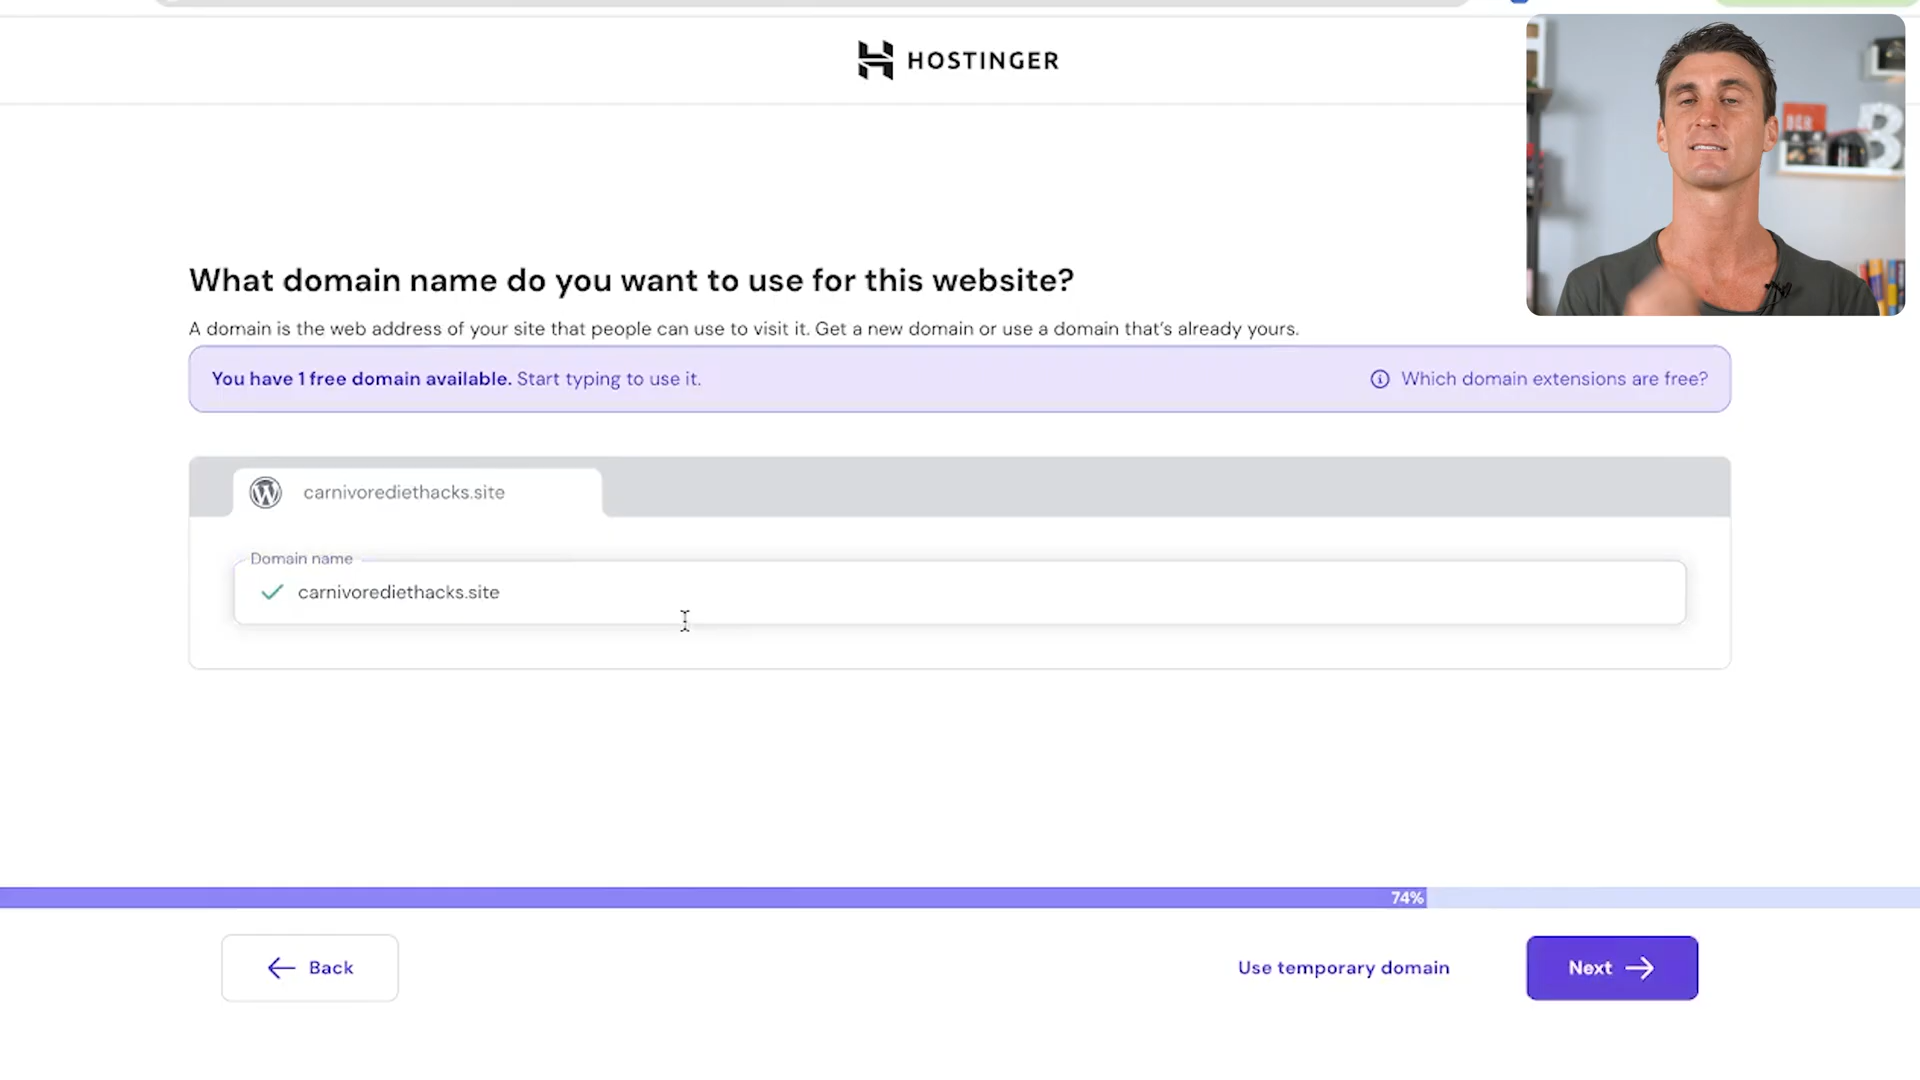 HOSTINGER
What domain name do you want to use for this website?
A domain is the web address of your site that people can use to visit it. Get a new domain or use a domain that's already yours.
You have 1 free domain available. Start typing to use it.
Which domain extensions are free?
carnivorediethacks.site
Domain name
carnivorediethacks.site
74%
Back
Use temporary domain
Next